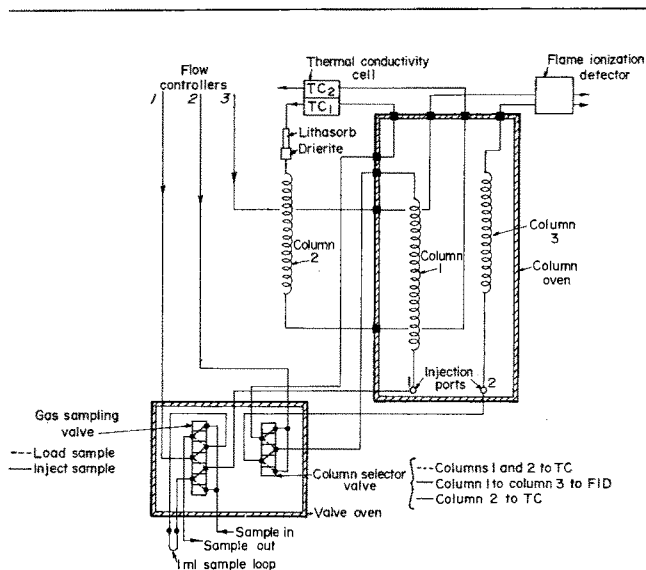 Thermal conductivity
cell
Flame ionization
detector
Flow
controllers
1 2 3
TC2
TC1
Lithasorb
Drierite
Column
2
Column
1
Column
3
Column
oven
1 Injection 2
ports
Gas sampling
valve
Load sample
Inject sample
Column selector
valve
Columns 1 and 2 to TC
Column 1 to column 3 to FID
Column 2 to TC
Valve oven
Sample in
Sample out
1 ml sample loop